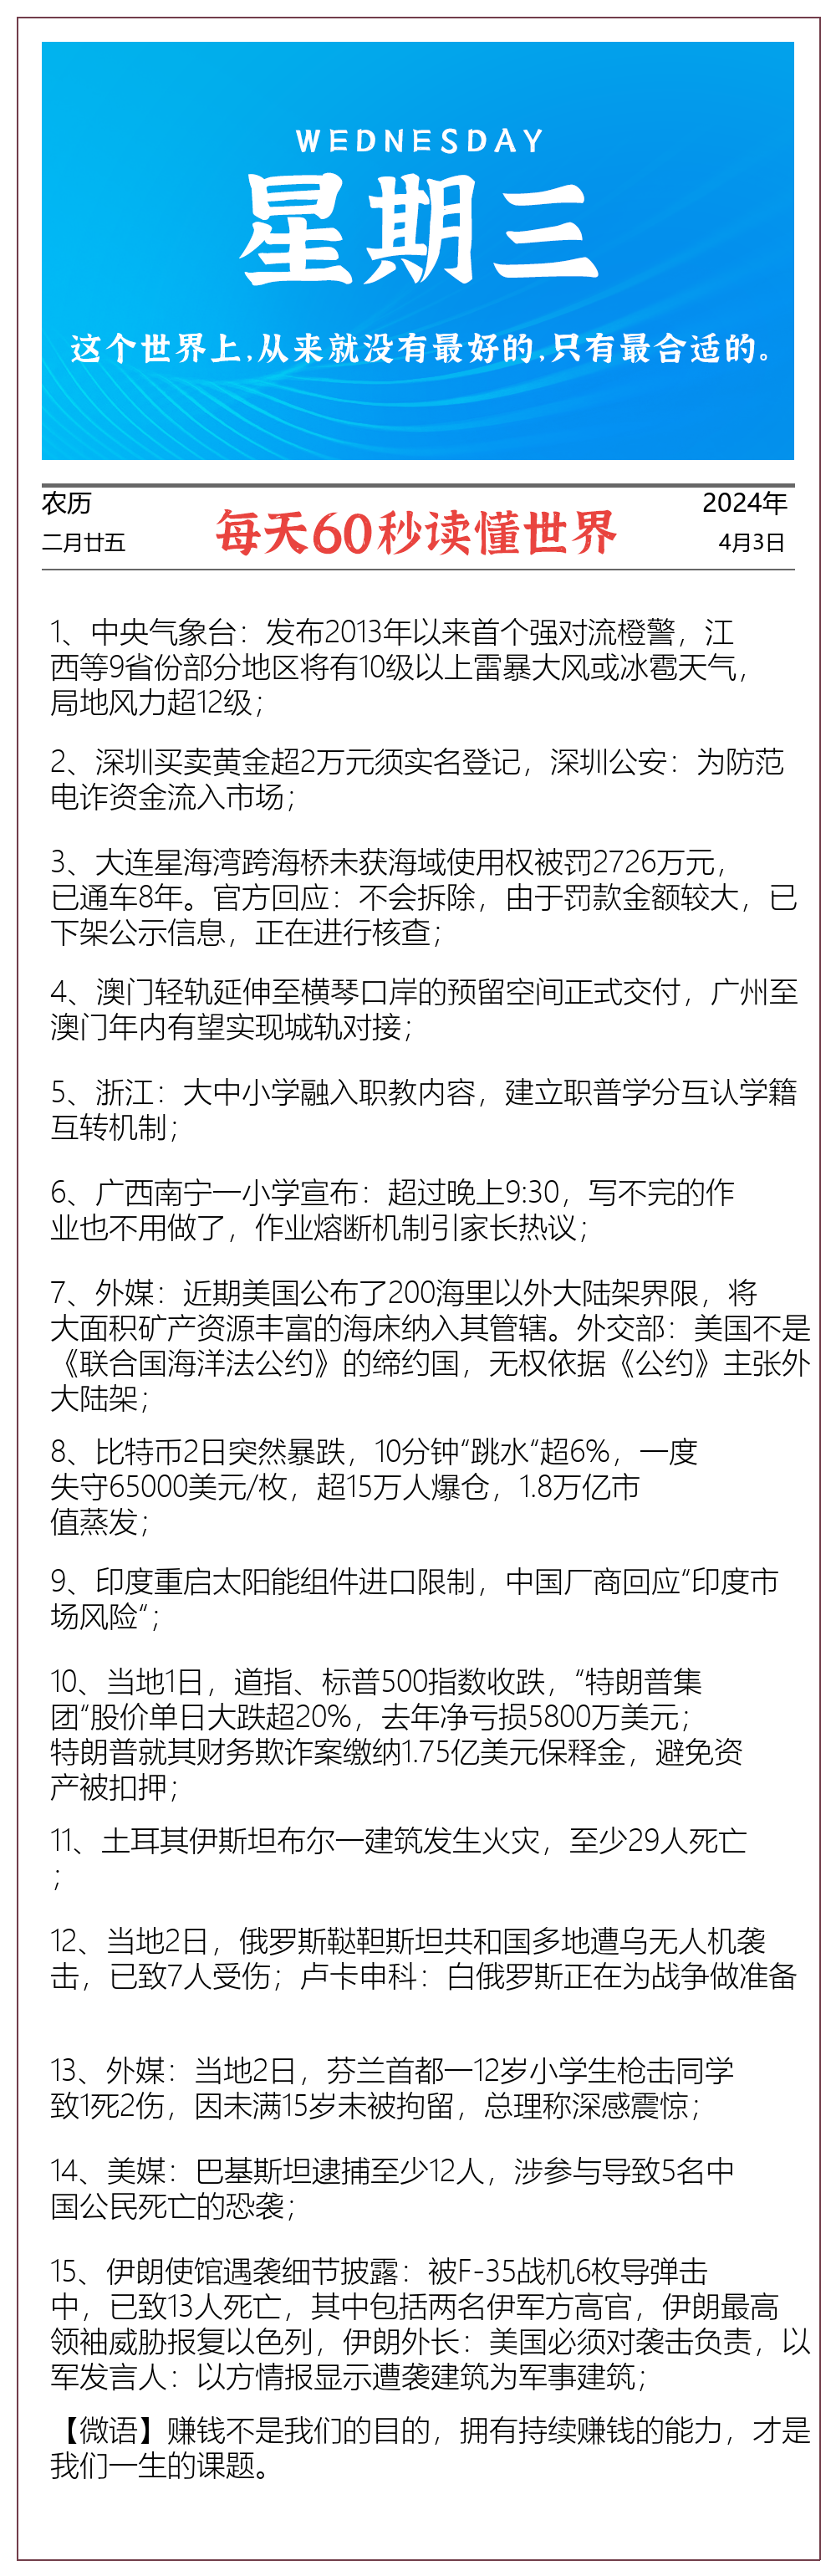 WEDNESDAY
星期三
这个世界上,从来就没有最好的,只有最合适的。
农历
二月廿五
每天60秒读懂世界
2024年
4月3日
1、中央气象台：发布2013年以来首个强对流橙警，江
西等9省份部分地区将有10级以上雷暴大风或冰雹天气，
局地风力超12级；
2、深圳买卖黄金超2万元须实名登记，深圳公安：为防范
电诈资金流入市场；
3、大连星海湾跨海桥未获海域使用权被罚2726万元，
已通车8年。官方回应：不会拆除，由于罚款金额较大，已
下架公示信息，正在进行核查；
4、澳门轻轨延伸至横琴口岸的预留空间正式交付，广州至
澳门年内有望实现城轨对接；
5、浙江：大中小学融入职教内容，建立职普学分互认学籍
互转机制；
6、广西南宁一小学宣布：超过晚上9:30，写不完的作
业也不用做了，作业熔断机制引家长热议；
7、外媒：近期美国公布了200海里以外大陆架界限，将
大面积矿产资源丰富的海床纳入其管辖。外交部：美国不是
《联合国海洋法公约》的缔约国，无权依据《公约》主张外
大陆架；
8、比特币2日突然暴跌，10分钟“跳水“超6%，一度
失守65000美元/枚，超15万人爆仓，1.8万亿市
值蒸发；
9、印度重启太阳能组件进口限制，中国厂商回应“印度市
场风险“；
10、当地1日，道指、标普500指数收跌，“特朗普集
团“股价单日大跌超20%，去年净亏损5800万美元；
特朗普就其财务欺诈案缴纳1.75亿美元保释金，避免资
产被扣押；
11、土耳其伊斯坦布尔一建筑发生火灾，至少29人死亡
；
12、当地2日，俄罗斯鞑靼斯坦共和国多地遭乌无人机袭
击，已致7人受伤；卢卡申科：白俄罗斯正在为战争做准备
13、外媒：当地2日，芬兰首都一12岁小学生枪击同学
致1死2伤，因未满15岁未被拘留，总理称深感震惊；
14、美媒：巴基斯坦逮捕至少12人，涉参与导致5名中
国公民死亡的恐袭；
15、伊朗使馆遇袭细节披露：被F-35战机6枚导弹击
中，已致13人死亡，其中包括两名伊军方高官，伊朗最高
领袖威胁报复以色列，伊朗外长：美国必须对袭击负责，以
军发言人：以方情报显示遭袭建筑为军事建筑；
【微语】赚钱不是我们的目的，拥有持续赚钱的能力，才是
我们一生的课题。